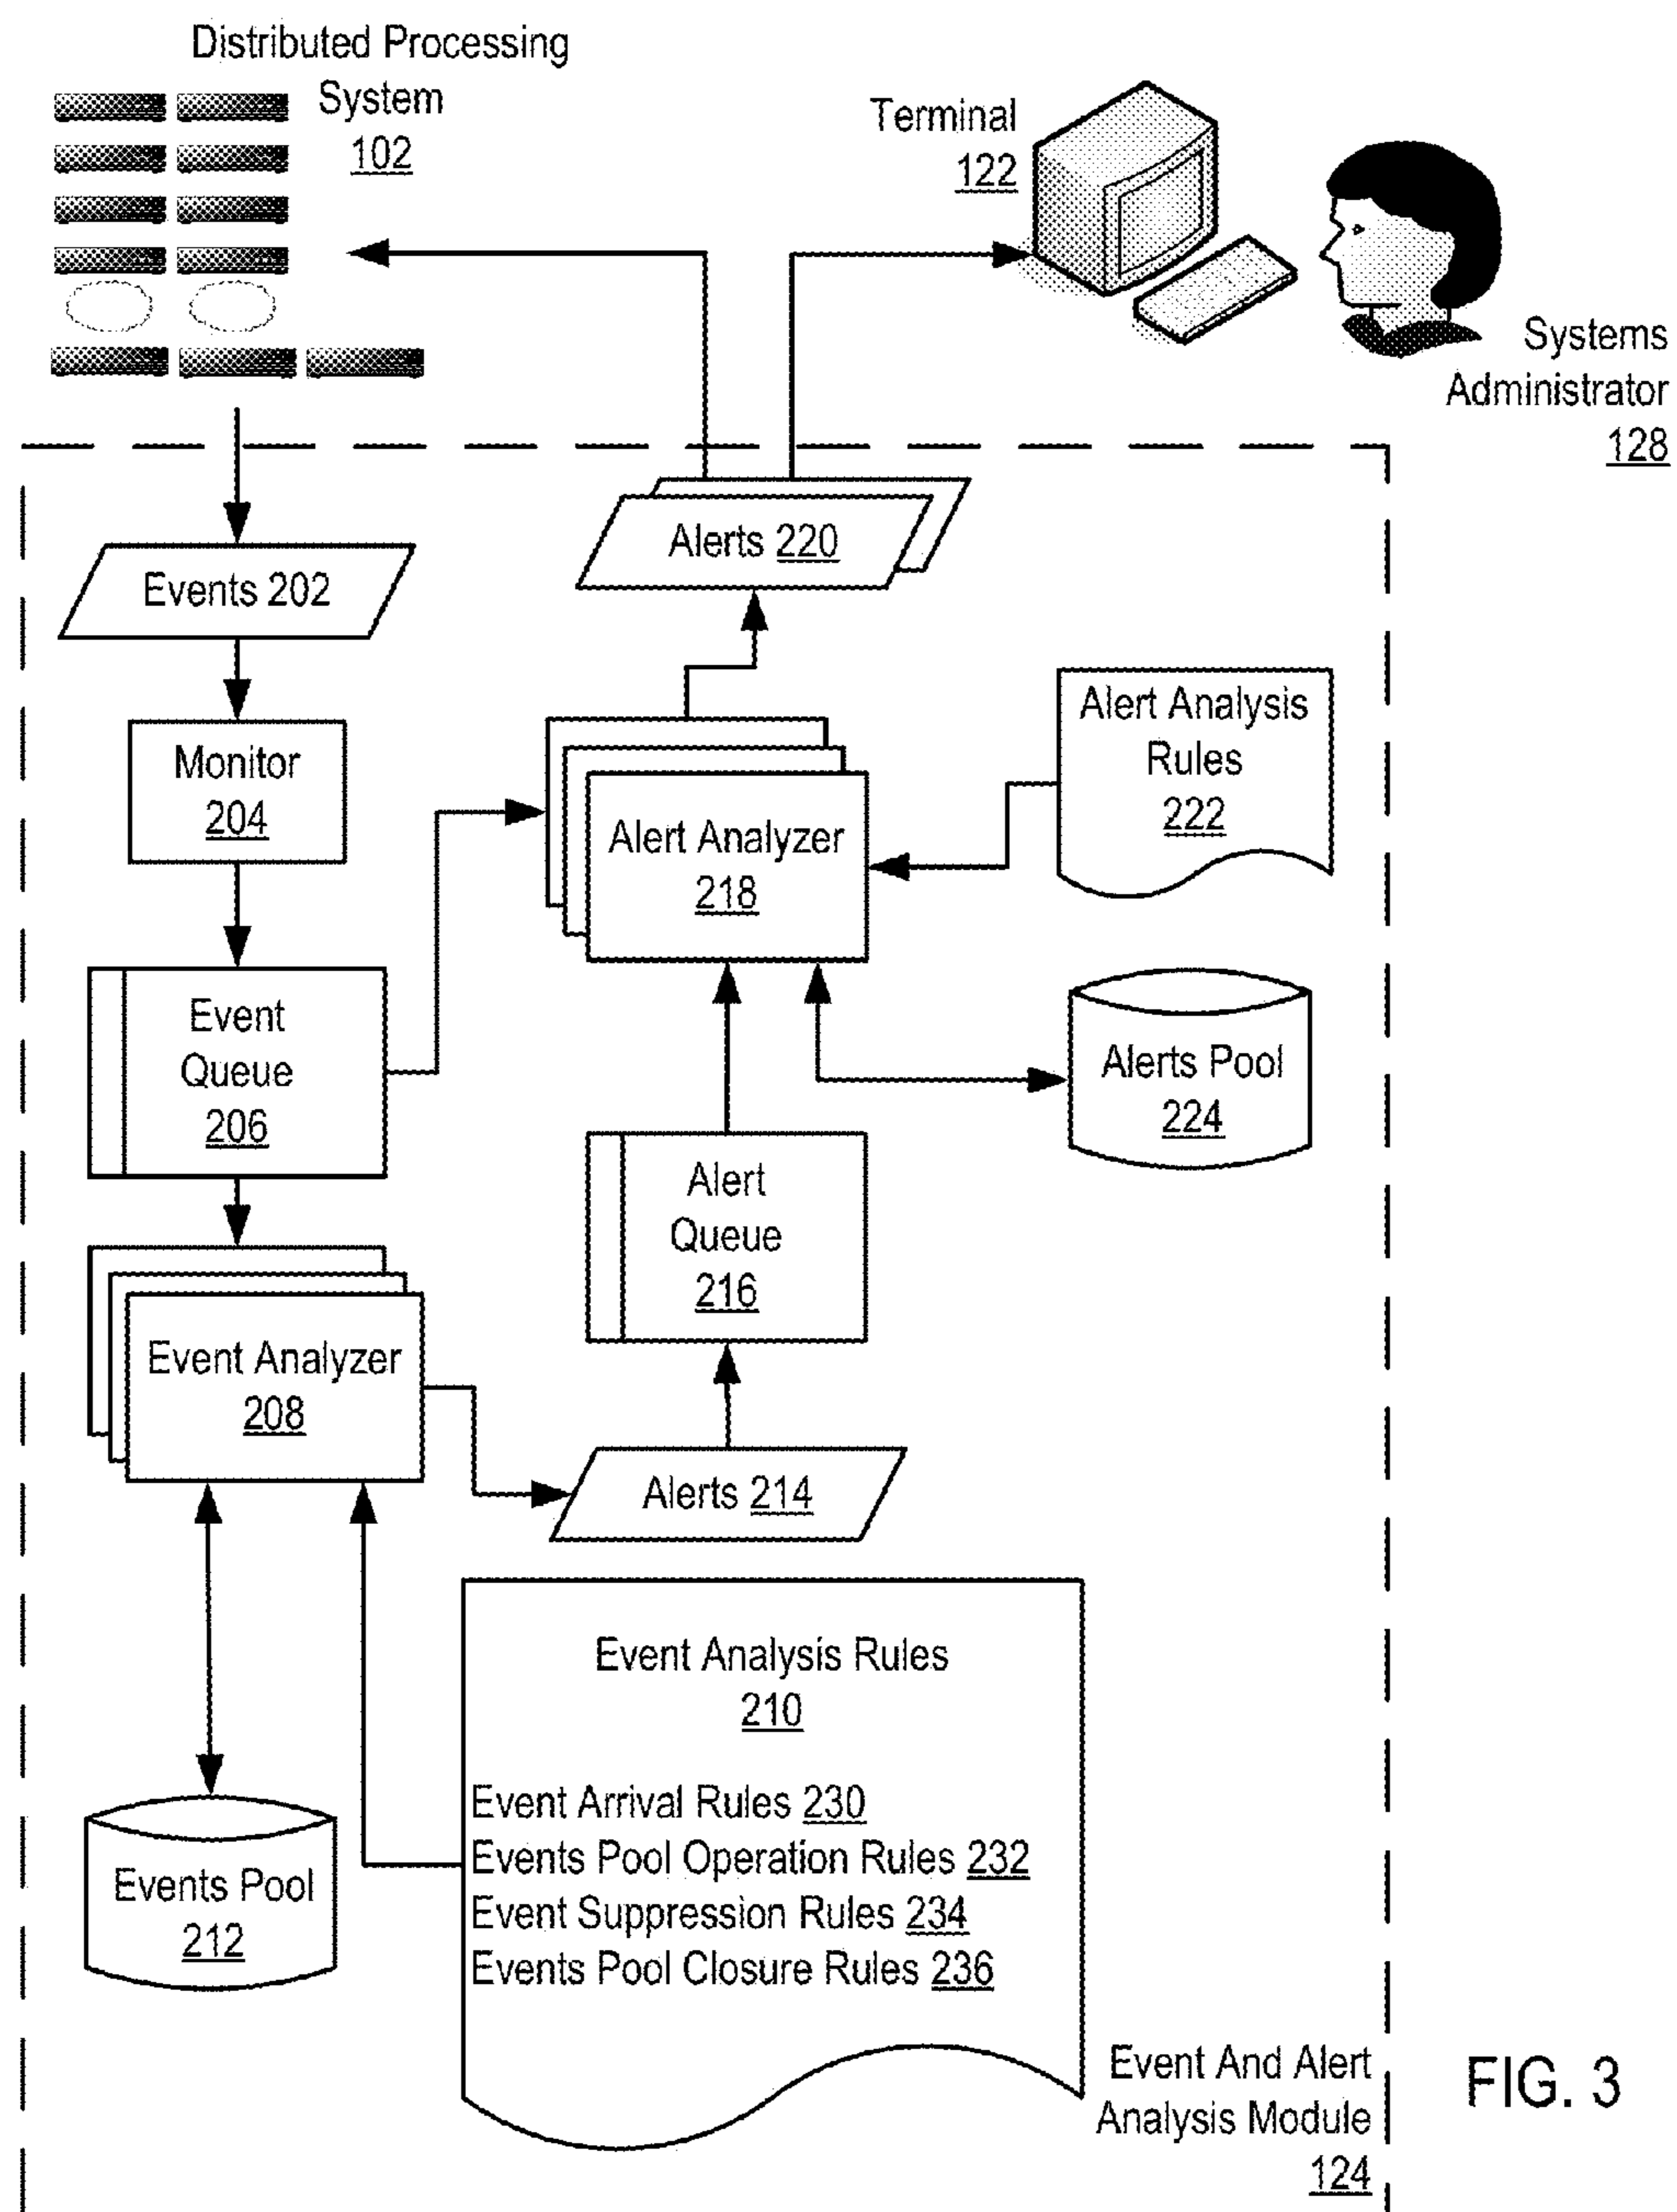 Distributed Processing
System
102
Terminal
122
Systems
Administrator
128
Alerts 220
Events 202
Monitor
204
Alert Analysis
Rules
222
Alert Analyzer
218
Event
Queue
206
Alerts Pool
224
Alert
Queue
216
Event Analyzer
208
Alerts 214
Event Analysis Rules
210
Event Arrival Rules 230
Events Pool Operation Rules 232
Event Suppression Rules 234
Events Pool Closure Rules 236
Events Pool
212
Event And Alert
Analysis Module
124
FIG. 3